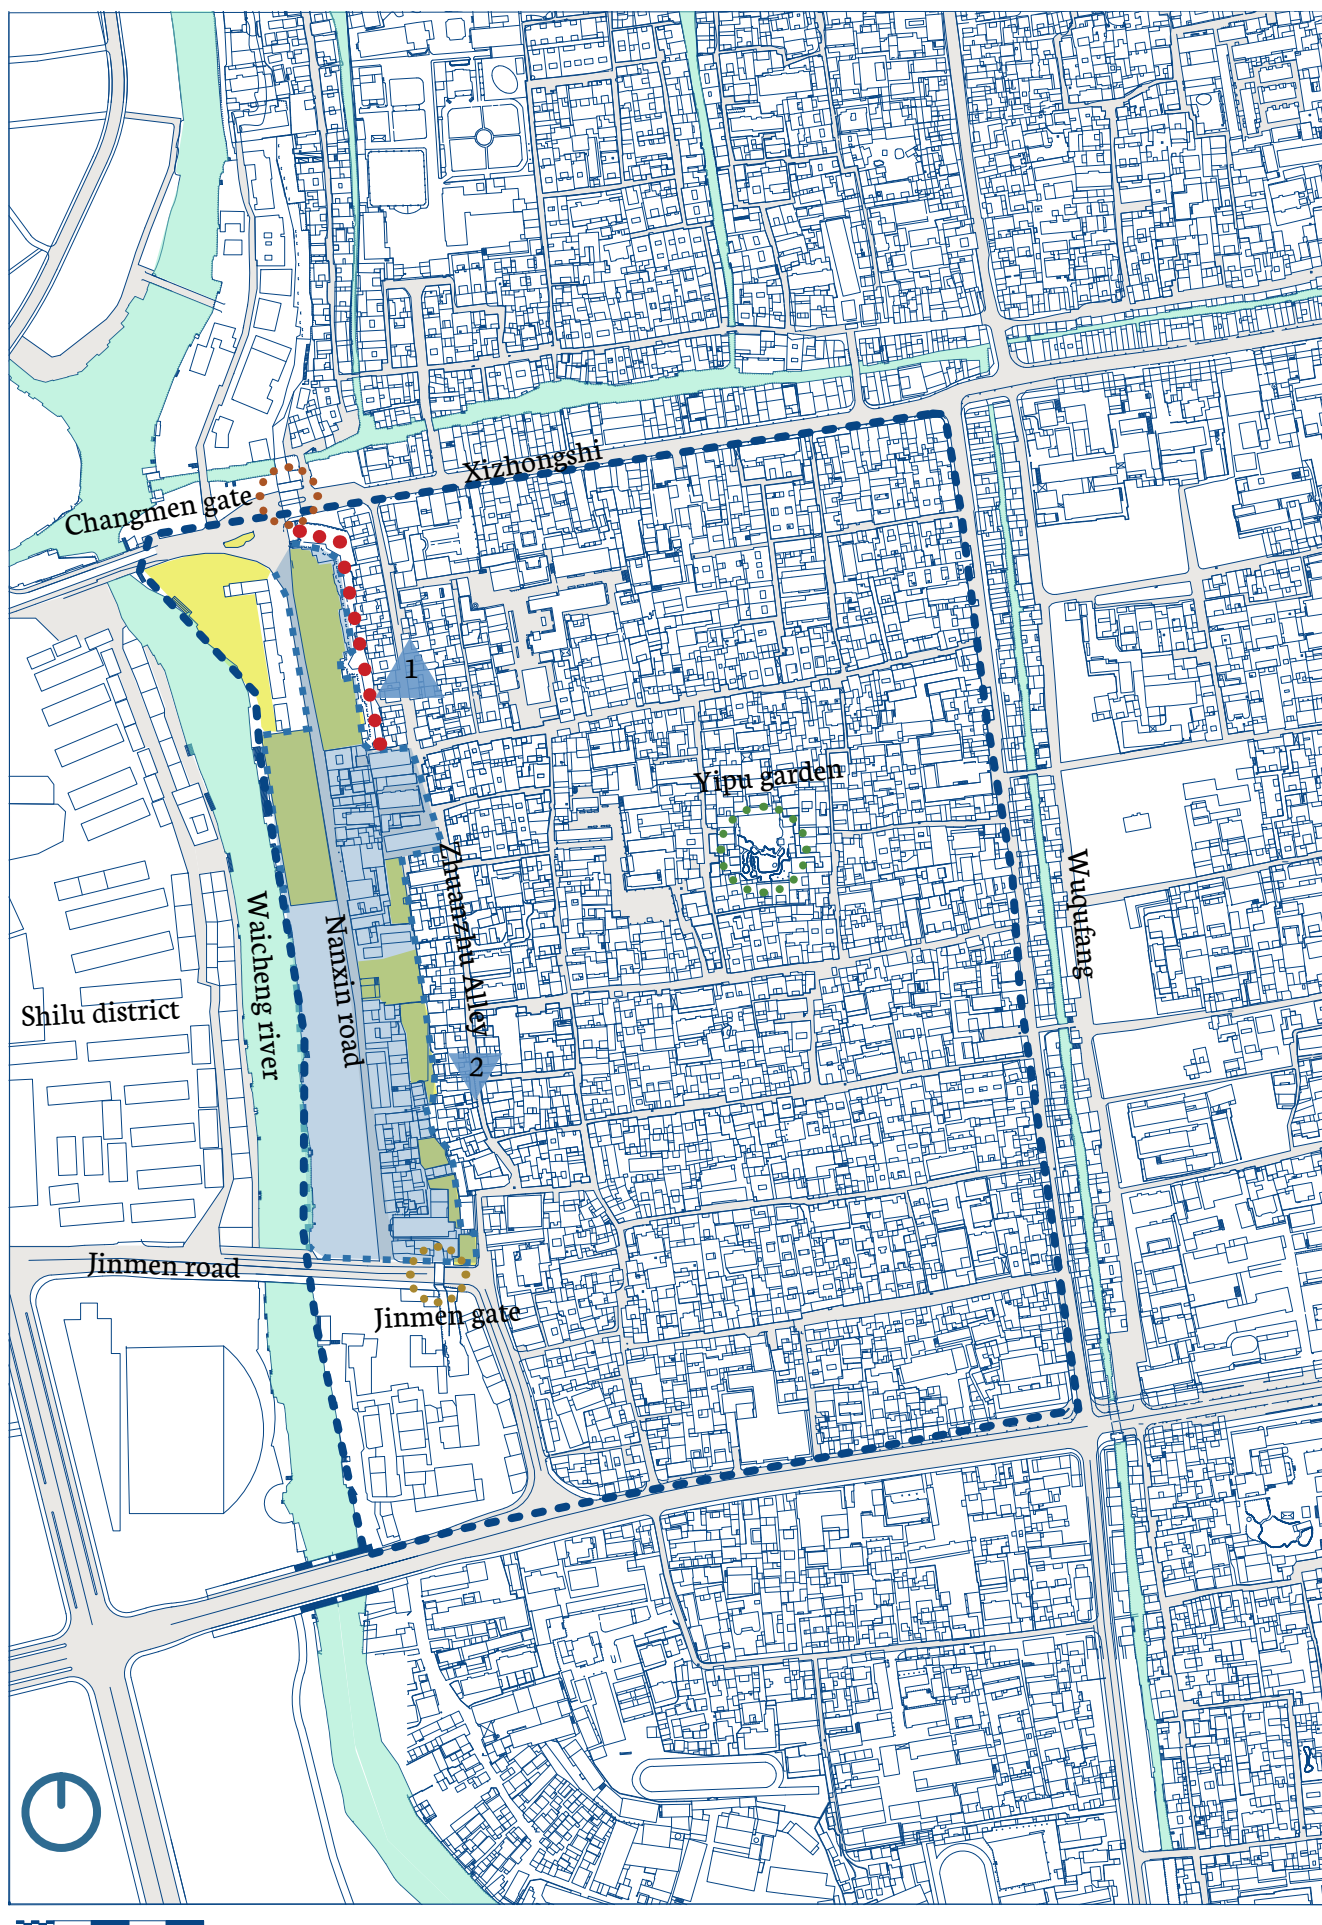 Xizhongshi
Changmen gate
1
Yipu garden
Zhuanzhu Alley
Wuqufang
Waicheng river
Nanxin road
Shilu district
2
Jinmen road
Jinmen gate